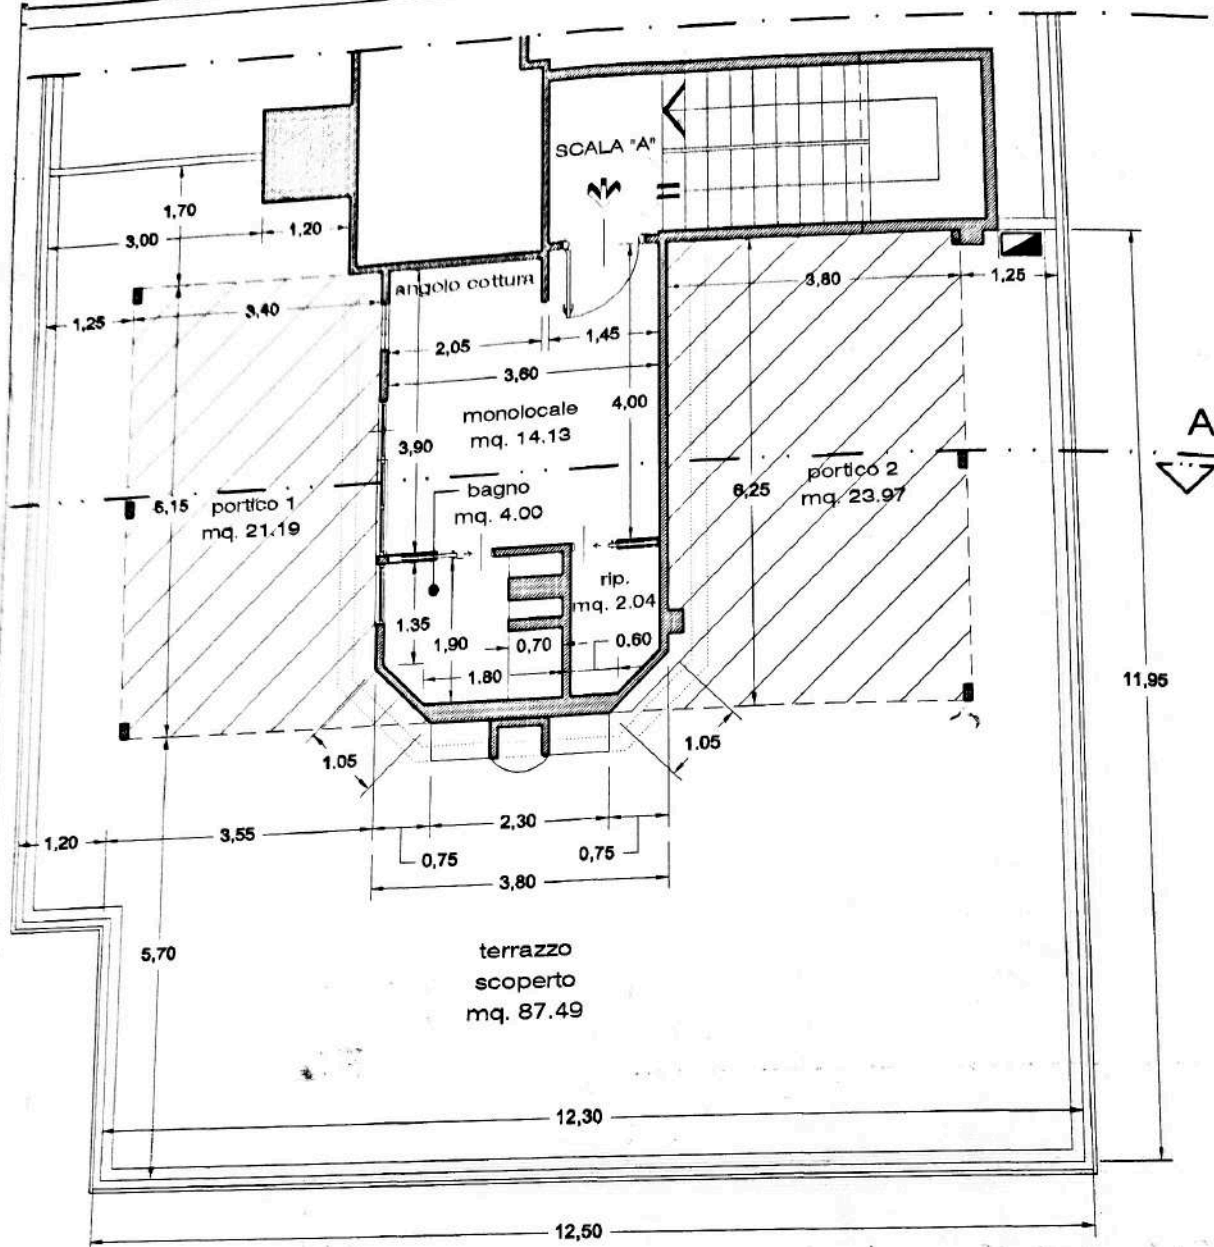 SCALA "A"
1,70
3,00
1,20
angolo cottura
3,80
1,25
1,25
3,40
2,05
1,45
3,60
4,00
monolocale
mq. 14.13
3,90
A
portico 2
mq. 23.97
6,25
bagno
mq. 4.00
6,15
portico 1
mq. 21.19
rip.
mq. 2.04
1.35
1,90
0,70
0.60
1.80
11,95
1.05
1.05
1,20
3,55
2,30
0,75
0,75
3,80
5,70
terrazzo
scoperto
mq. 87.49
12,30
12,50